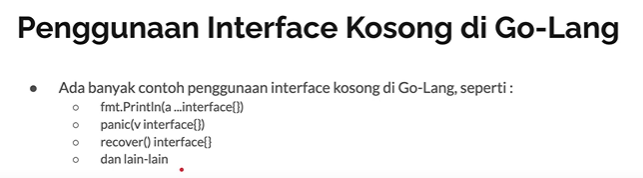 Penggunaan Interface Kosong di Go-Lang
● Ada banyak contoh penggunaan interface kosong di Go-Lang, seperti :
○ fmt.Println(a ...interface{})
○ panic(v interface{})
○ recover() interface{}
○ dan lain-lain